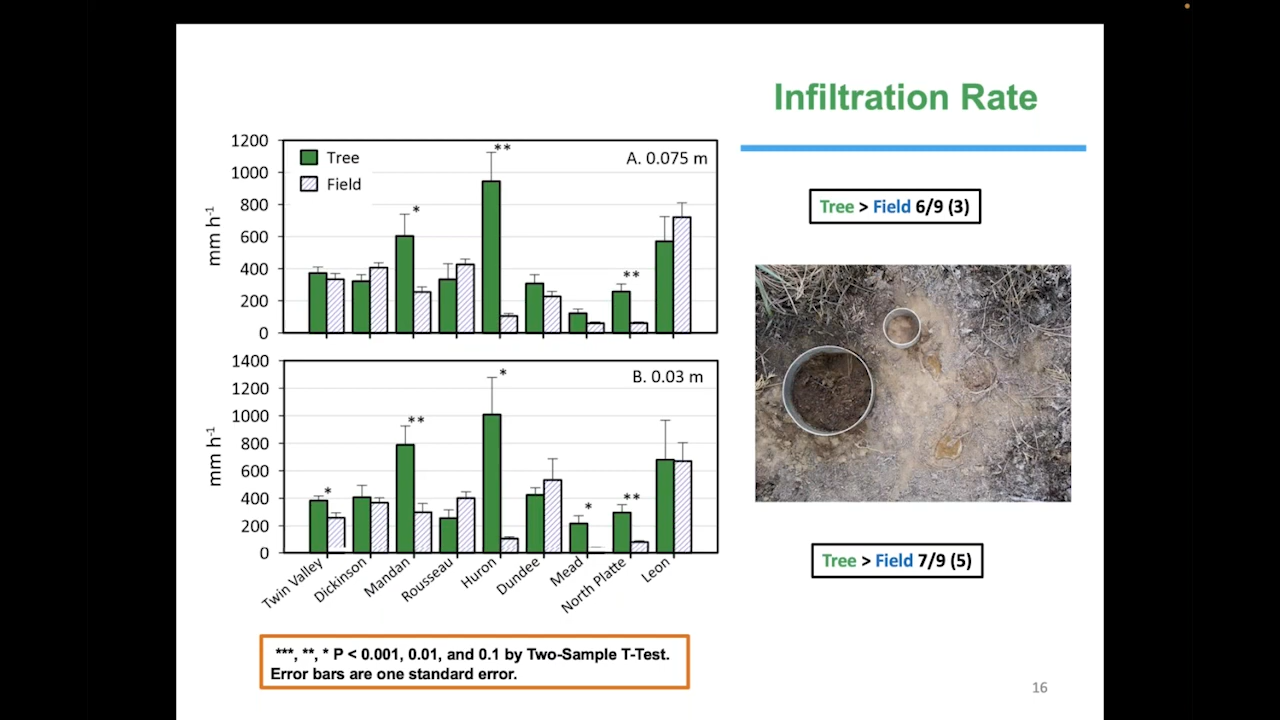 Infiltration Rate
1200
1000
800
600
400
200
0
mm h-1
Tree
Field
A. 0.075 m
*
**
**
Tree > Field 6/9 (3)
1400
1200
1000
800
600
400
200
0
mm h-1
B. 0.03 m
*
**
*
*
**
Twin Valley
Dickinson
Mandan
Rousseau
Huron
Dundee
Mead
North Platte
Leon
Tree > Field 7/9 (5)
***, **, * P < 0.001, 0.01, and 0.1 by Two-Sample T-Test.
Error bars are one standard error.
16